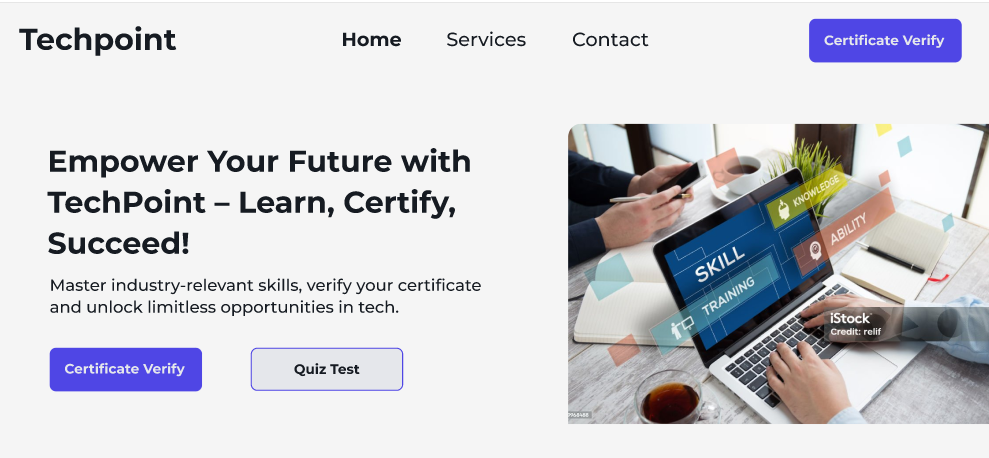 Techpoint
Home
Services
Contact
Certificate Verify
Empower Your Future with
TechPoint – Learn, Certify,
Succeed!
Master industry-relevant skills, verify your certificate
and unlock limitless opportunities in tech.
Certificate Verify
Quiz Test
KNOWLEDGE
ABILITY
SKILL
TRAINING
iStock
Credit: relif